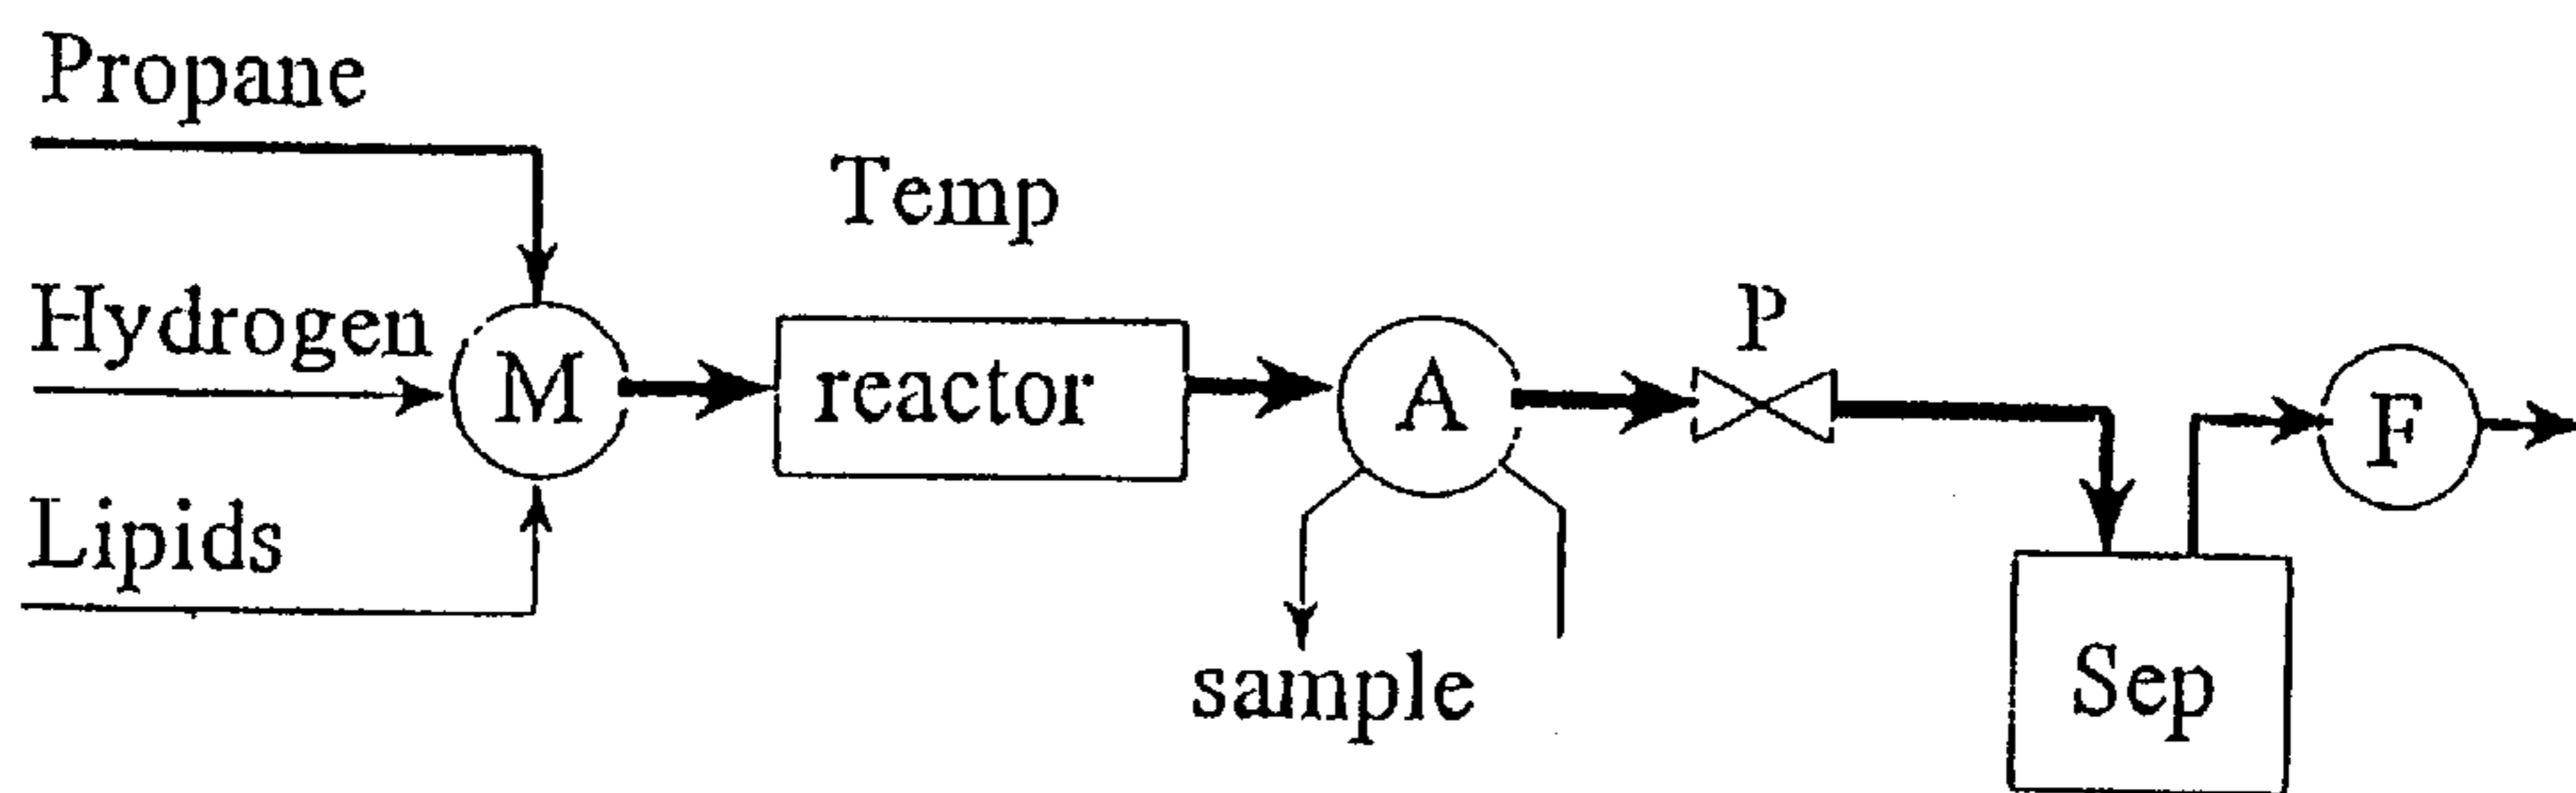 Propane
Temp
Hydrogen
M
reactor
A
P
F
Lipids
sample
Sep